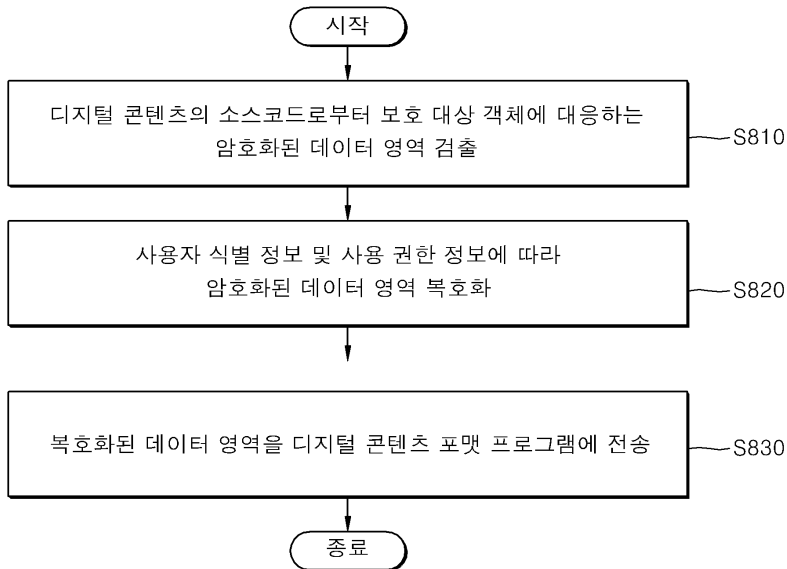 시작
디지털 콘텐츠의 소스코드로부터 보호 대상 객체에 대응하는
암호화된 데이터 영역 검출
S810
사용자 식별 정보 및 사용 권한 정보에 따라
암호화된 데이터 영역 복호화
S820
복호화된 데이터 영역을 디지털 콘텐츠 포맷 프로그램에 전송
S830
종료